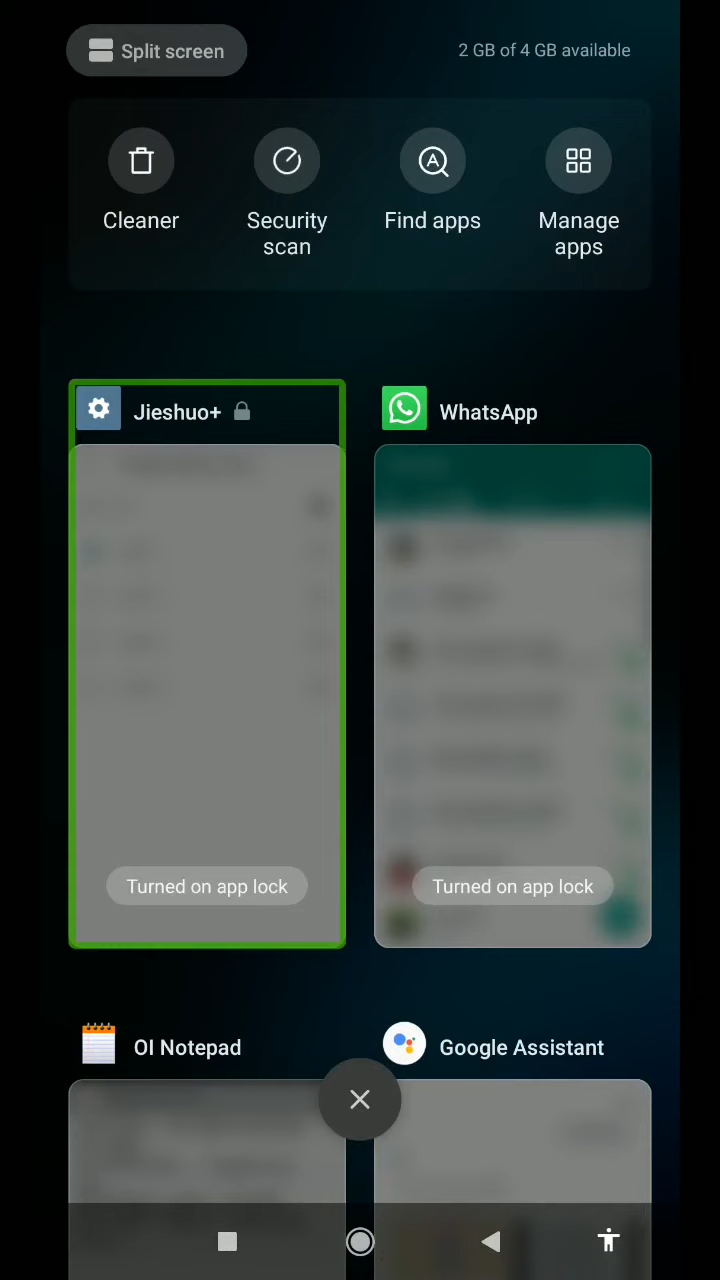 Split screen
2 GB of 4 GB available
Cleaner
Security
scan
Find apps
Manage
apps
Jieshuo+
WhatsApp
Turned on app lock
Turned on app lock
OI Notepad
Google Assistant